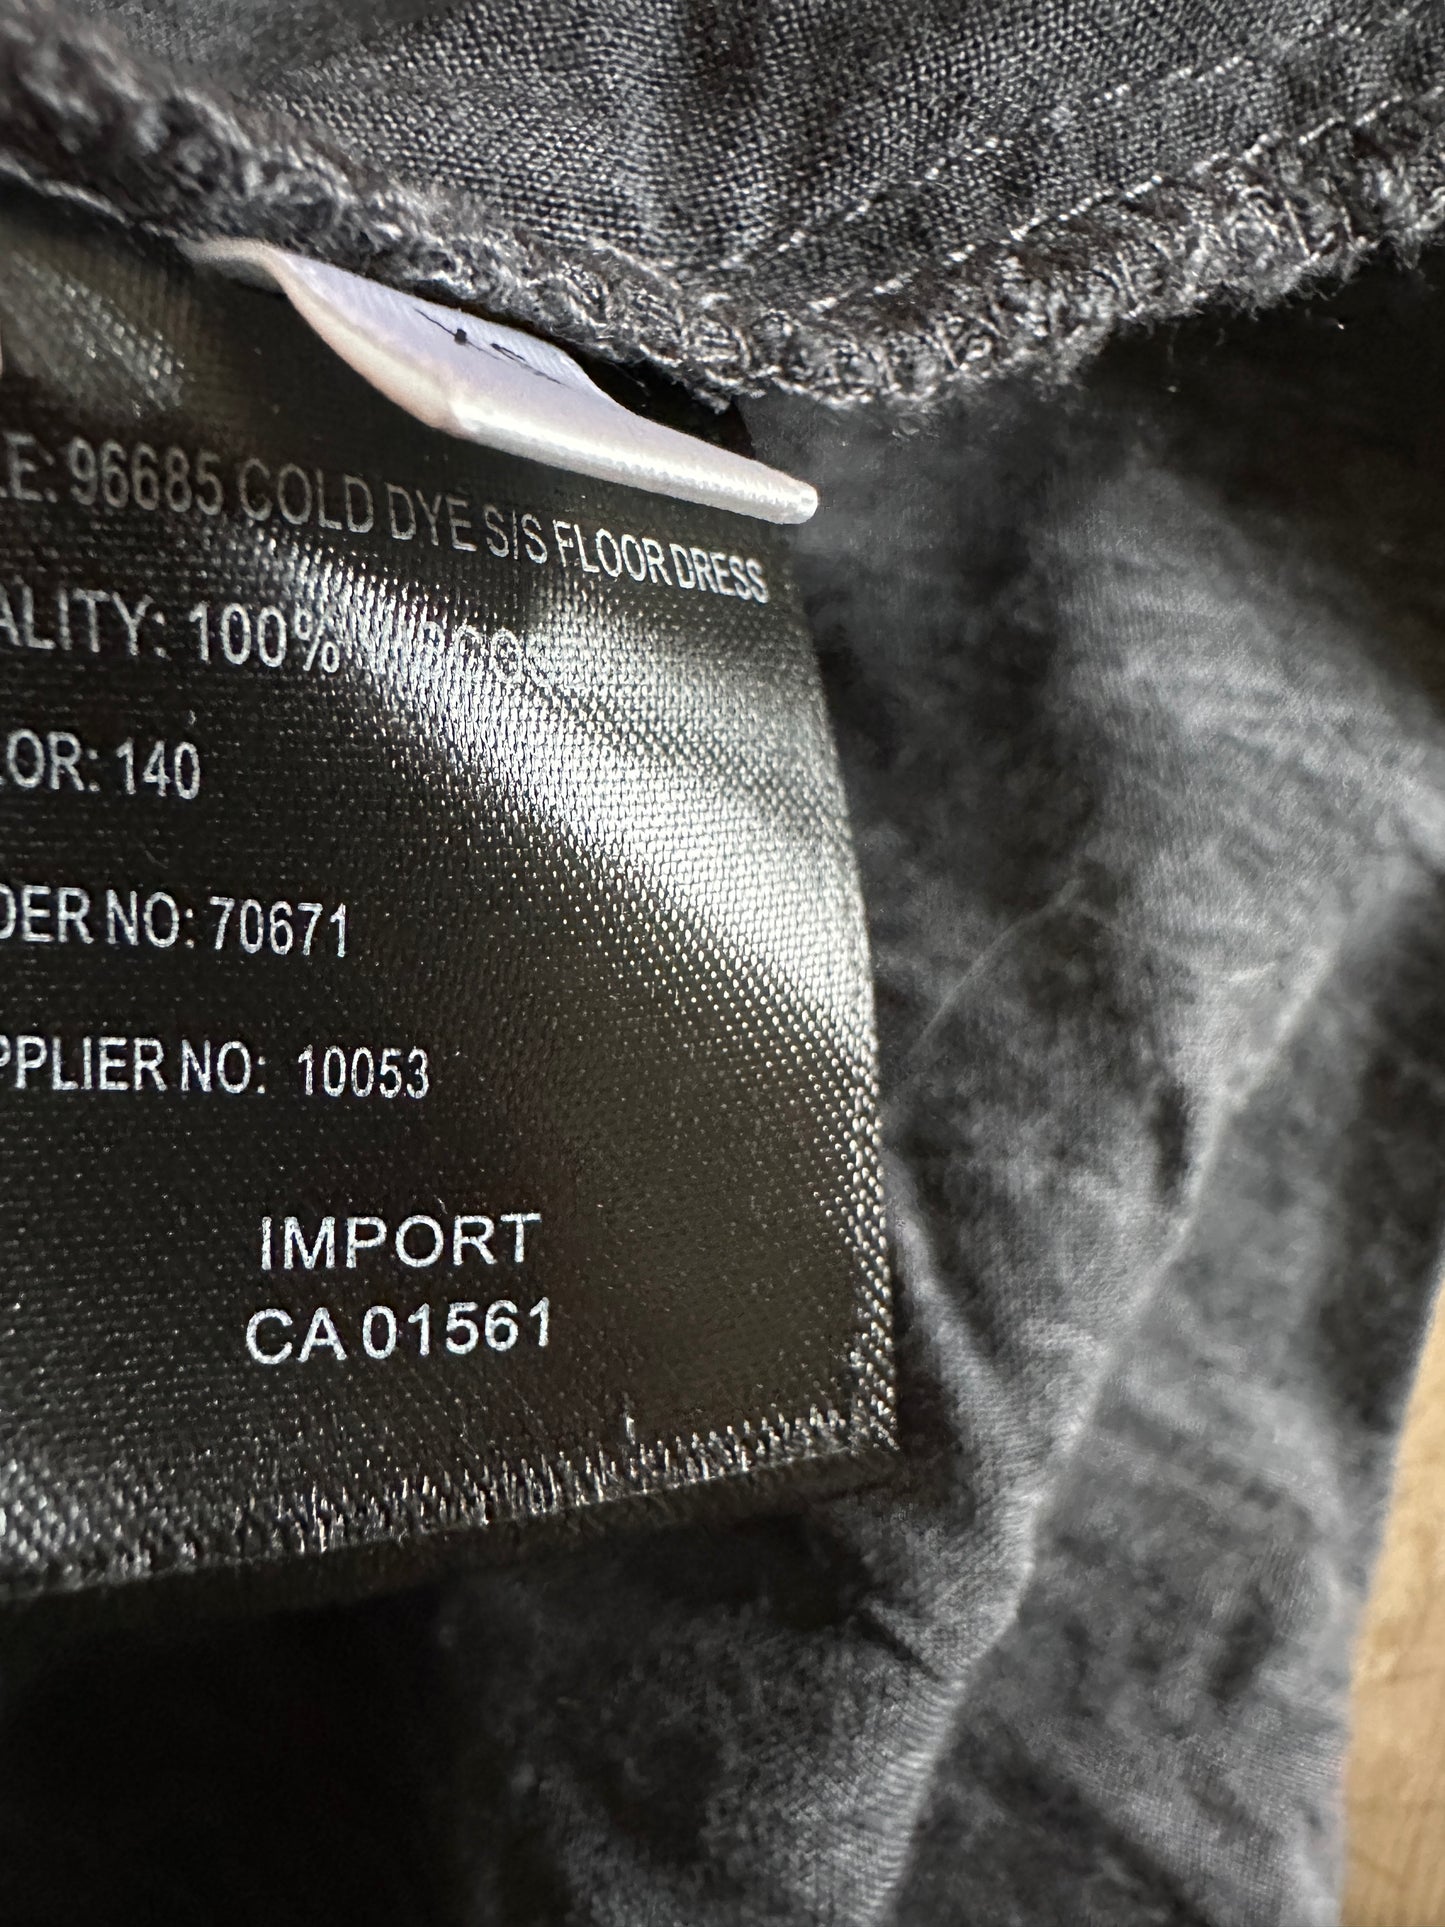 LE: 96685 COLD DYE S/S FLOOR DRESS
ALITY: 100% VISCOSE
LOR: 140
DER NO: 70671
PPLIER NO: 10053
IMPORT
CA 01561